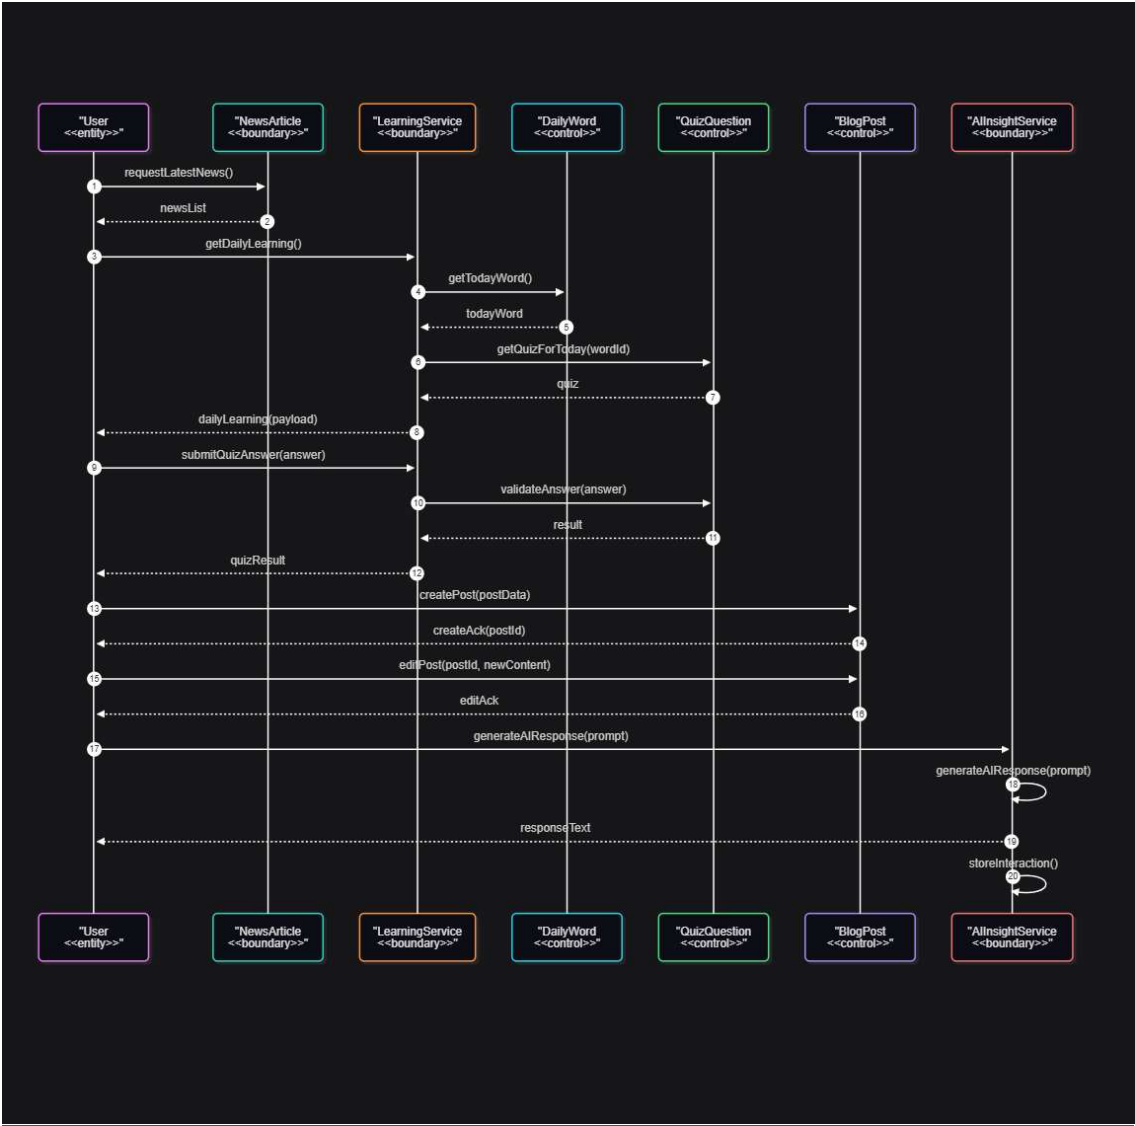 "User
<<entity>>"
"NewsArticle
<<boundary>>"
"LearningService
<<boundary>>"
"DailyWord
<<control>>"
"QuizQuestion
<<control>>"
"BlogPost
<<control>>"
"AIInsightService
<<boundary>>"
requestLatestNews()
1
newsList
2
getDailyLearning()
3
getTodayWord()
4
todayWord
5
getQuizForToday(wordId)
6
quiz
7
dailyLearning(payload)
8
submitQuizAnswer(answer)
9
validateAnswer(answer)
10
result
11
quizResult
12
createPost(postData)
13
createAck(postId)
14
editPost(postId, newContent)
15
editAck
16
generateAIResponse(prompt)
17
generateAIResponse(prompt)
18
responseText
19
storeInteraction()
20
"User
<<entity>>"
"NewsArticle
<<boundary>>"
"LearningService
<<boundary>>"
"DailyWord
<<control>>"
"QuizQuestion
<<control>>"
"BlogPost
<<control>>"
"AIInsightService
<<boundary>>"